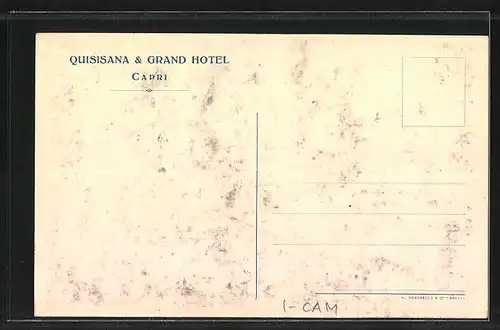 QUISISANA & GRAND HOTEL
CAPRI
I-CAM